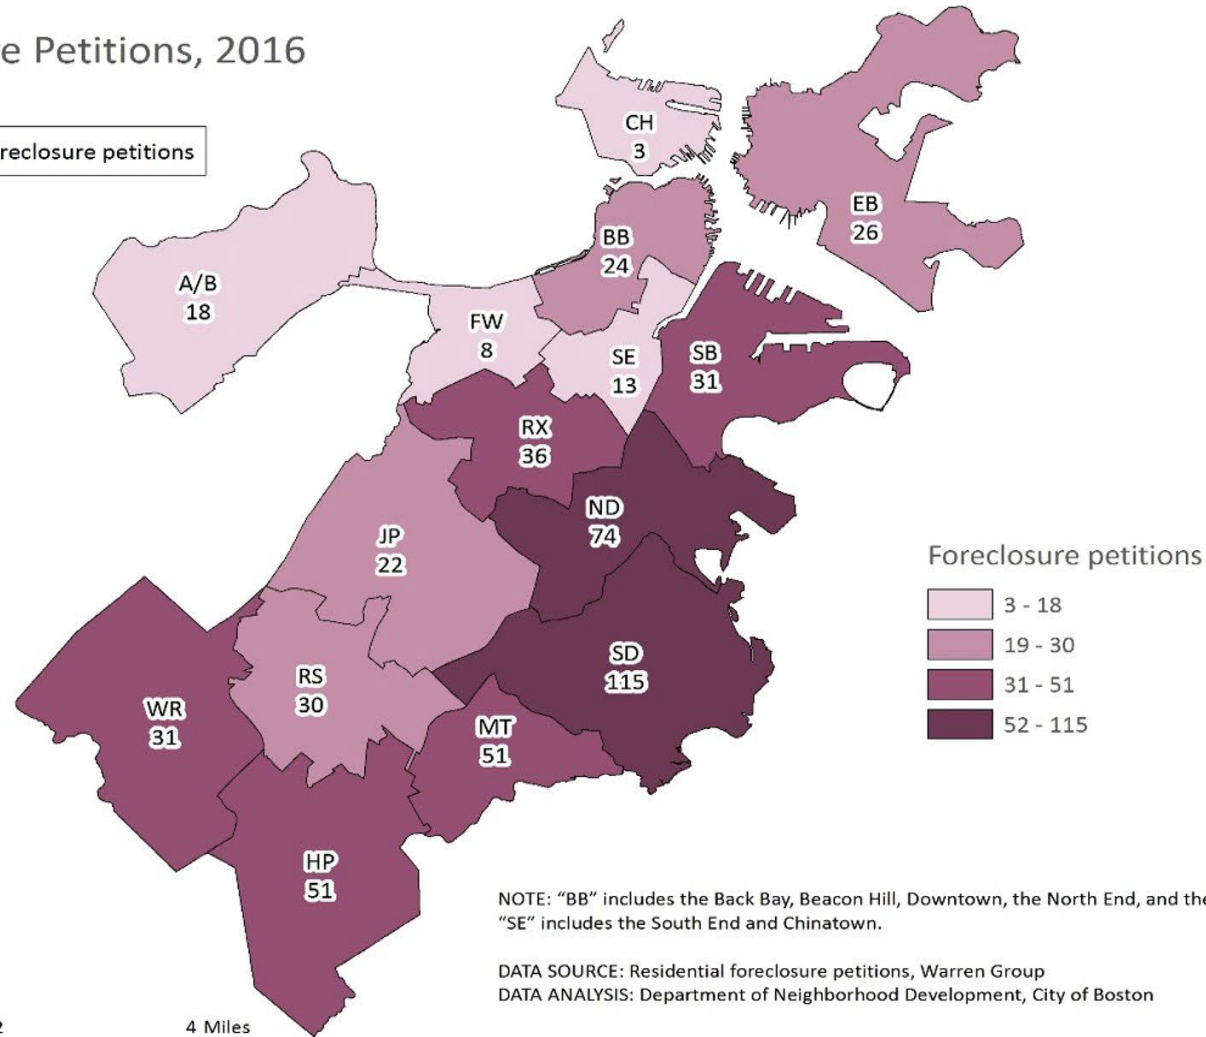 e Petitions, 2016
reclosure petitions
CH
3
EB
26
BB
24
A/B
18
FW
8
SE
13
SB
31
RX
36
ND
74
JP
22
SD
115
RS
30
WR
31
MT
51
HP
51
Foreclosure petitions
3 - 18
19 - 30
31 - 51
52 - 115
NOTE: “BB” includes the Back Bay, Beacon Hill, Downtown, the North End, and the
“SE” includes the South End and Chinatown.
DATA SOURCE: Residential foreclosure petitions, Warren Group
DATA ANALYSIS: Department of Neighborhood Development, City of Boston
2 4 Miles